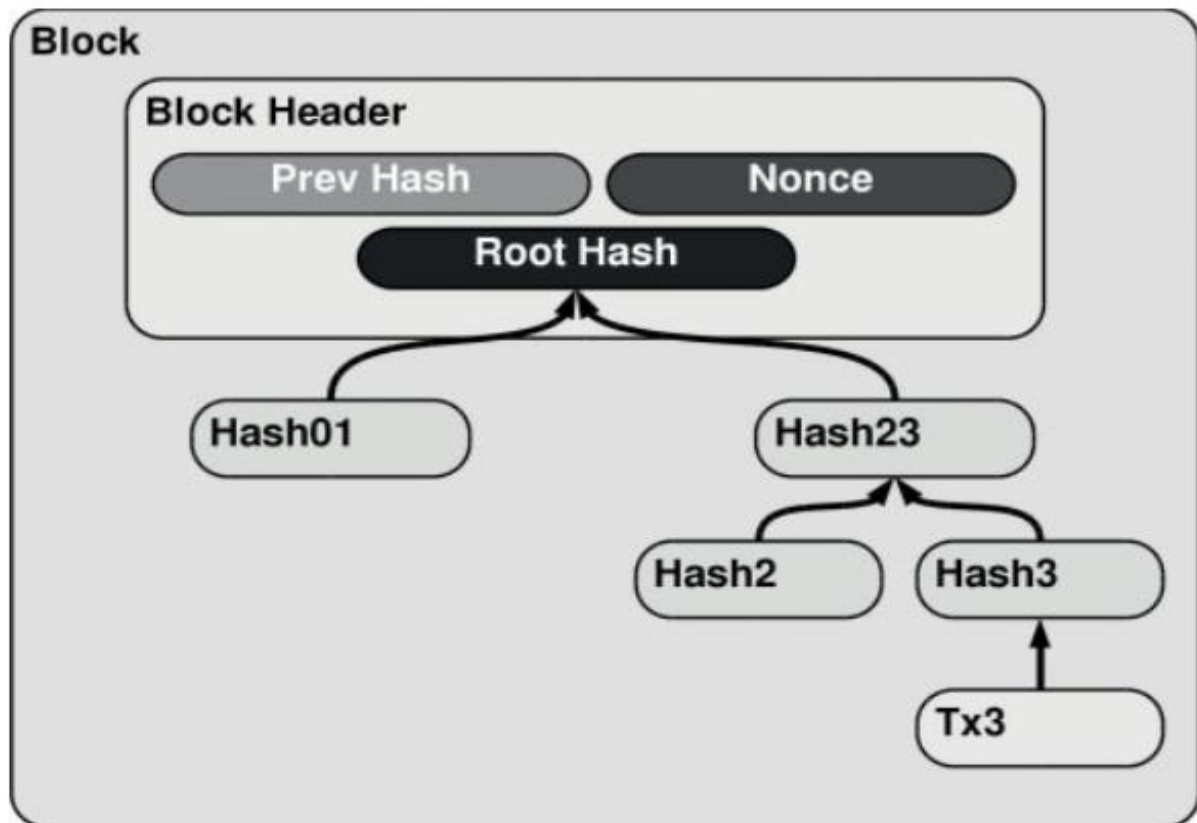 Block
Block Header
Prev Hash
Nonce
Root Hash
Hash01
Hash23
Hash2
Hash3
Tx3